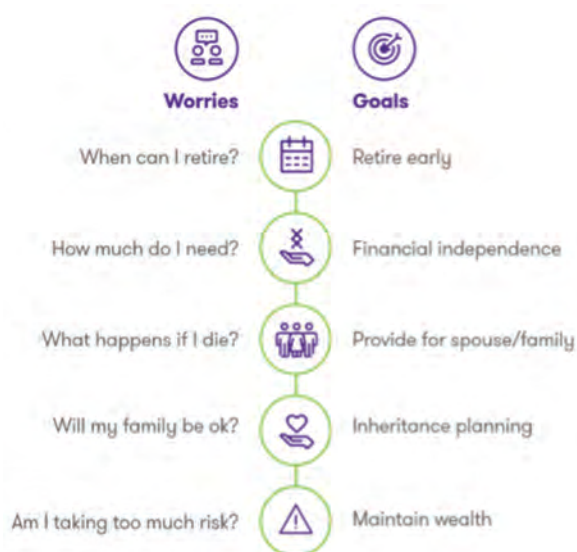 Worries Goals
When can I retire? Retire early
How much do I need? Financial independence
What happens if I die? Provide for spouse/family
Will my family be ok? Inheritance planning
Am I taking too much risk? Maintain wealth